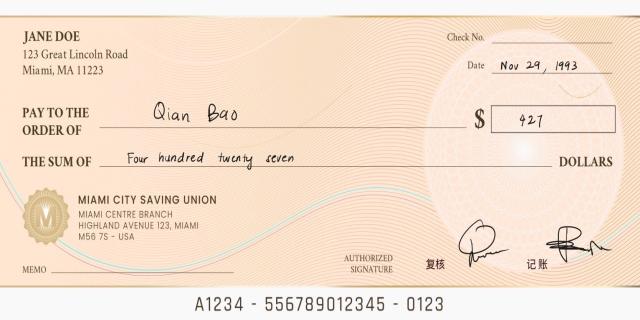 JANE DOE
123 Great Lincoln Road
Miami, MA 11223
Check No.
Date Nov 29, 1993
PAY TO THE
ORDER OF Qian Bao
$ 427
THE SUM OF Four hundred twenty seven DOLLARS
MIAMI CITY SAVING UNION
MIAMI CENTRE BRANCH
HIGHLAND AVENUE 123, MIAMI
M56 7S - USA
MEMO
AUTHORIZED
SIGNATURE
复核
记账
A1234 - 556789012345 - 0123